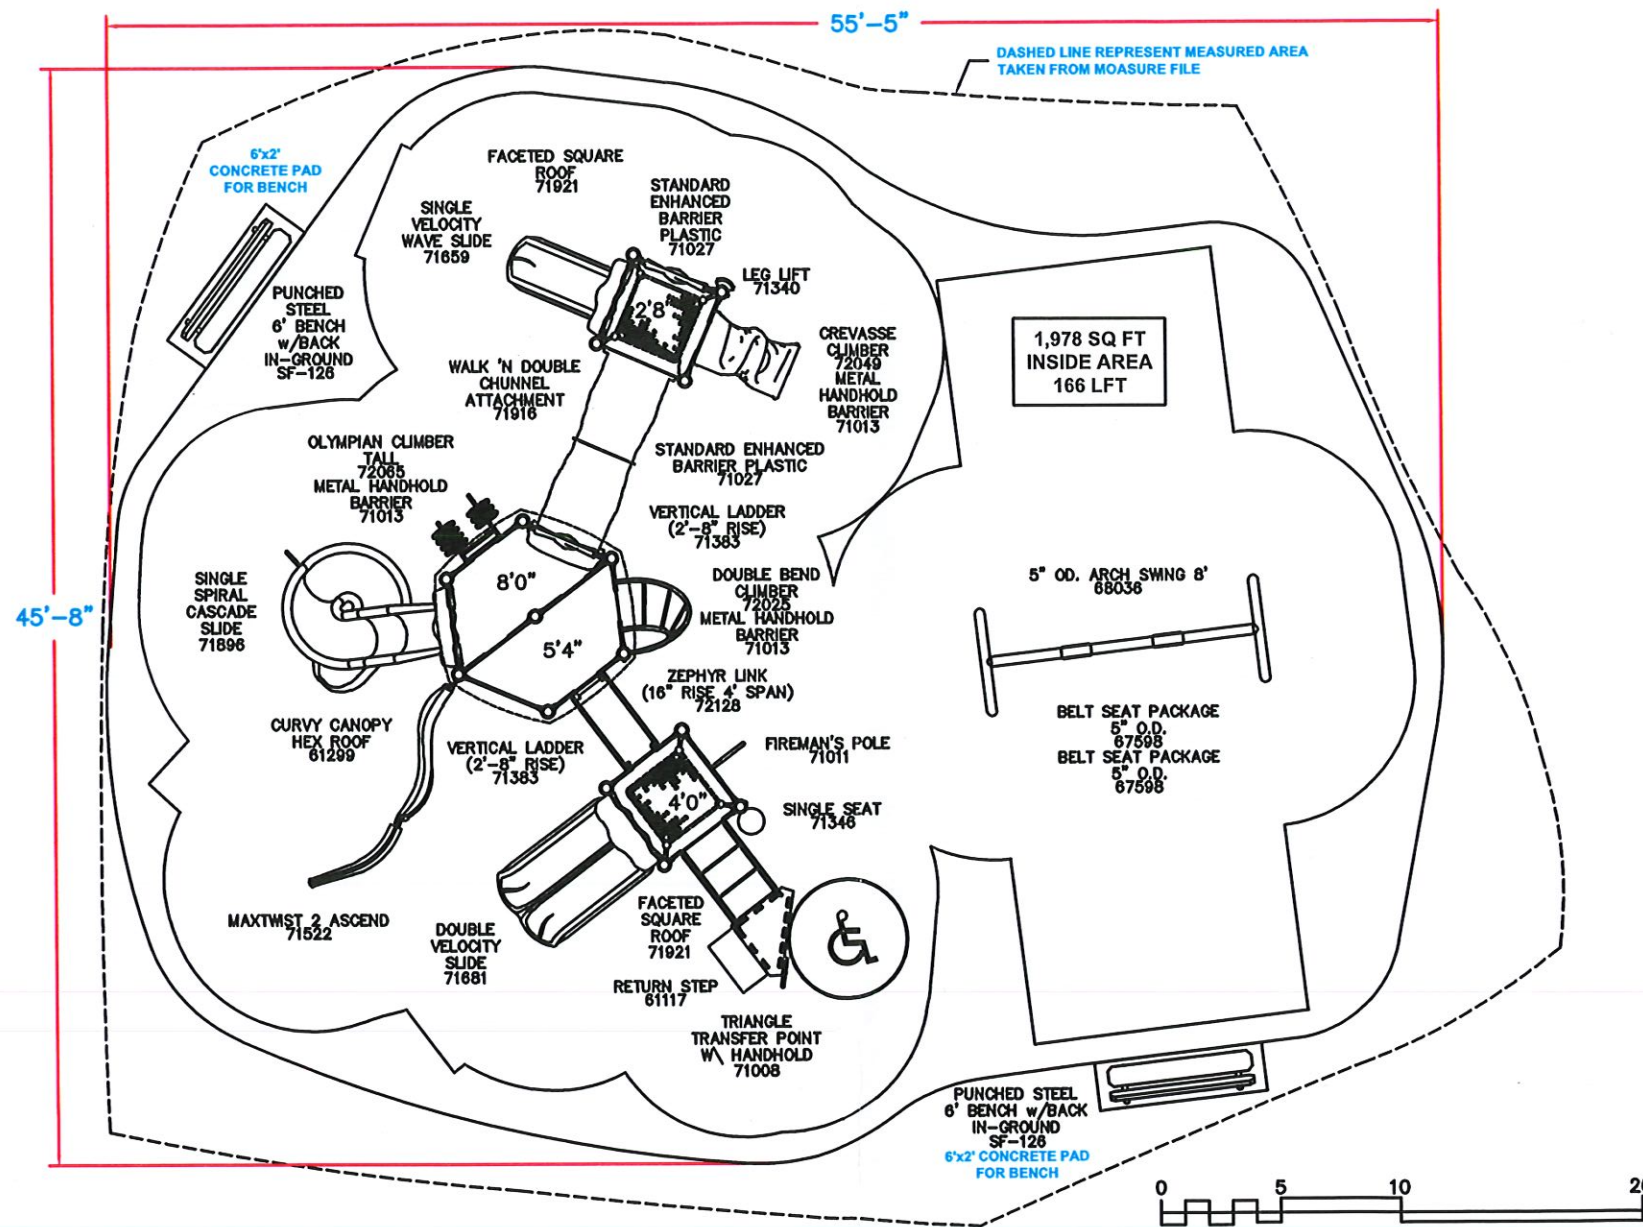 55'-5"
DASHED LINE REPRESENT MEASURED AREA
TAKEN FROM MOASURE FILE
6'x2'
CONCRETE PAD
FOR BENCH
FACETED SQUARE
ROOF
71921
STANDARD
ENHANCED
BARRIER
PLASTIC
71027
SINGLE
VELOCITY
WAVE SLIDE
71659
LEG LIFT
71340
2'8"
PUNCHED
STEEL
6' BENCH
w/BACK
IN-GROUND
SF-126
CREVASSE
CLIMBER
72049
METAL
HANDHOLD
BARRIER
71013
1,978 SQ FT
INSIDE AREA
166 LFT
WALK 'N DOUBLE
CHUNNEL
ATTACHMENT
71916
OLYMPIAN CLIMBER
TALL
72065
METAL HANDHOLD
BARRIER
71013
STANDARD ENHANCED
BARRIER PLASTIC
71027
VERTICAL LADDER
(2'-8" RISE)
71383
8'0"
5'4"
SINGLE
SPIRAL
CASCADE
SLIDE
71896
45'-8"
DOUBLE BEND
CLIMBER
72025
METAL HANDHOLD
BARRIER
71013
5" OD. ARCH SWING 8'
68036
ZEPHYR LINK
(16" RISE 4' SPAN)
72128
CURVY CANOPY
HEX ROOF
61299
VERTICAL LADDER
(2'-8" RISE)
71383
FIREMAN'S POLE
71011
BELT SEAT PACKAGE
5" O.D.
67598
BELT SEAT PACKAGE
5" O.D.
67598
4'0"
SINGLE SEAT
71346
MAXTWIST 2 ASCEND
71522
DOUBLE
VELOCITY
SLIDE
71681
FACETED
SQUARE
ROOF
71921
RETURN STEP
61117
TRIANGLE
TRANSFER POINT
W\ HANDHOLD
71008
PUNCHED STEEL
6' BENCH w/BACK
IN-GROUND
SF-126
6'x2' CONCRETE PAD
FOR BENCH
0 5 10